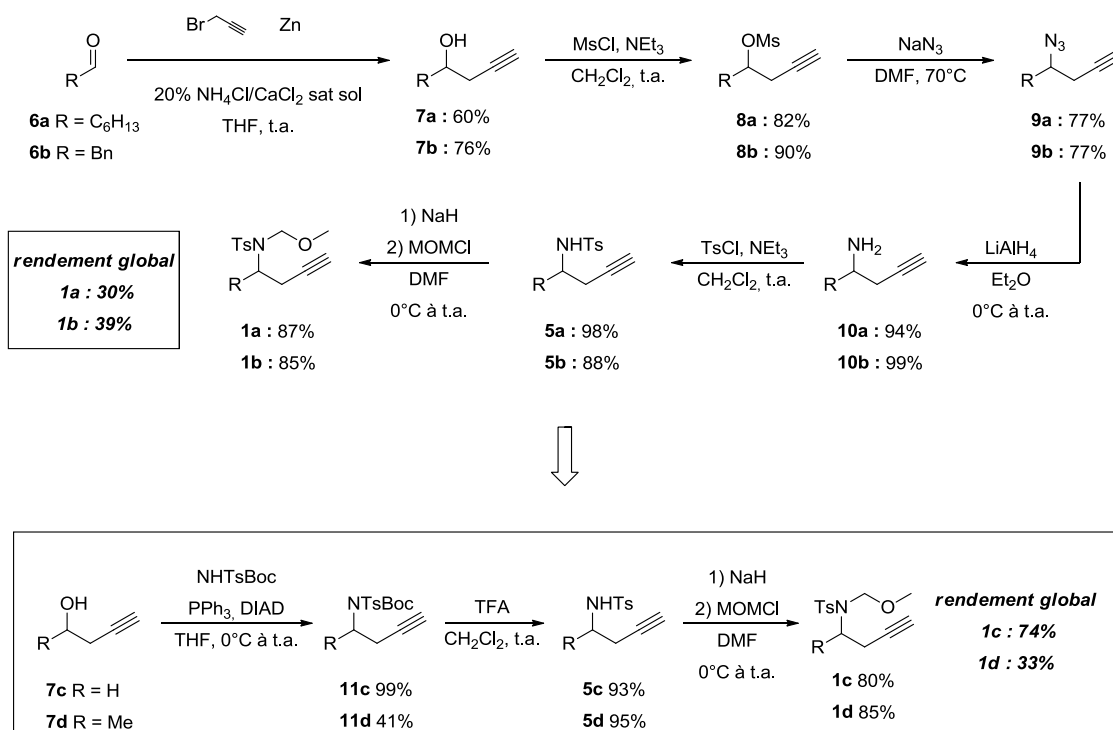 Br
Zn
O
R
6a R = C6H13
6b R = Bn
20% NH4Cl/CaCl2 sat sol
THF, t.a.
OH
R
7a : 60%
7b : 76%
MsCl, NEt3
CH2Cl2, t.a.
OMs
R
8a : 82%
8b : 90%
NaN3
DMF, 70°C
N3
R
9a : 77%
9b : 77%
LiAlH4
Et2O
0°C à t.a.
NH2
R
10a : 94%
10b : 99%
TsCl, NEt3
CH2Cl2, t.a.
NHTs
R
5a : 98%
5b : 88%
1) NaH
2) MOMCl
DMF
0°C à t.a.
TsN
O
R
1a : 87%
1b : 85%
rendement global
1a : 30%
1b : 39%
OH
R
7c R = H
7d R = Me
NHTsBoc
PPh3, DIAD
THF, 0°C à t.a.
NTsBoc
R
11c 99%
11d 41%
TFA
CH2Cl2, t.a.
NHTs
R
5c 93%
5d 95%
1) NaH
2) MOMCl
DMF
0°C à t.a.
TsN
O
R
1c 80%
1d 85%
rendement global
1c : 74%
1d : 33%